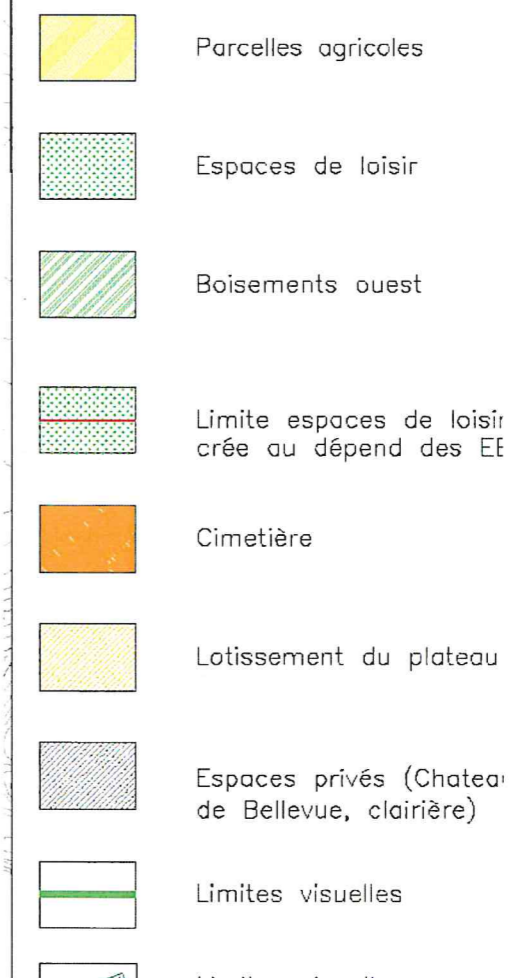 Parcelles agricoles
Espaces de loisir
Boisements ouest
Limite espaces de loisir
crée au dépend des
Cimetière
Lotissement du plateau
Espaces privés
de Bellevue, clairière)
Limites visuelles